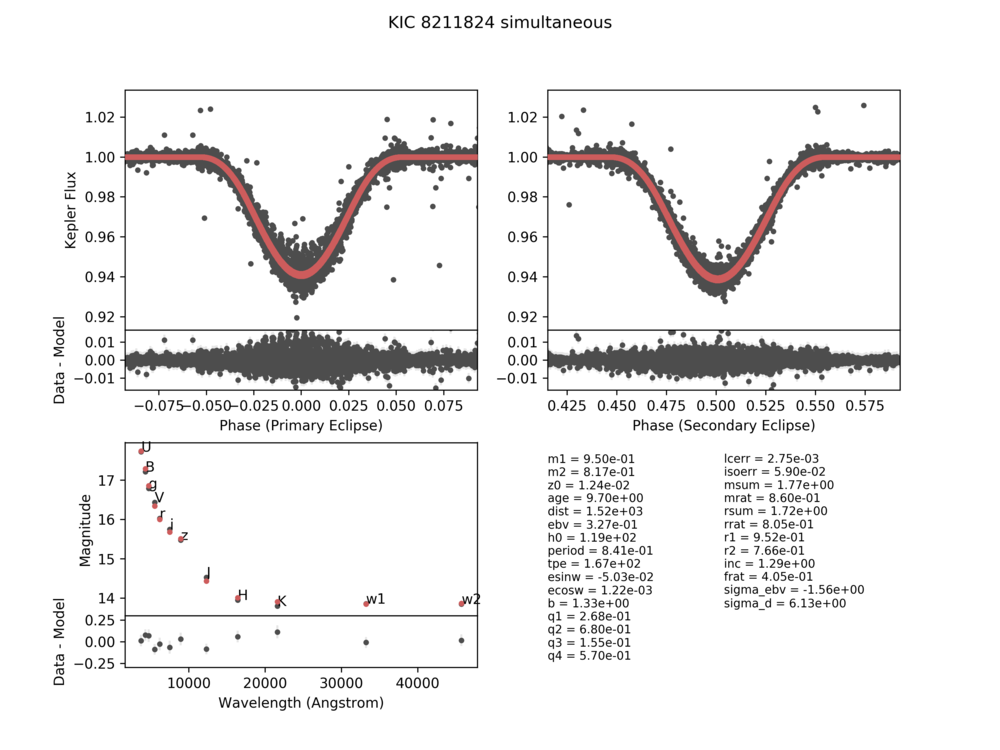 KIC 8211824 simultaneous
1.02
1.00
0.98
0.96
0.94
0.92
Kepler Flux
0.01
0.00
−0.01
Data - Model
−0.075 −0.050 −0.025 0.000 0.025 0.050 0.075
Phase (Primary Eclipse)
1.02
1.00
0.98
0.96
0.94
0.92
0.01
0.00
−0.01
0.425 0.450 0.475 0.500 0.525 0.550 0.575
Phase (Secondary Eclipse)
17
16
15
14
Magnitude
U
B
g
V
r
i
z
J
H
K
w1
w2
0.25
0.00
−0.25
Data - Model
10000 20000 30000 40000
Wavelength (Angstrom)
m1 = 9.50e-01
m2 = 8.17e-01
z0 = 1.24e-02
age = 9.70e+00
dist = 1.52e+03
ebv = 3.27e-01
h0 = 1.19e+02
period = 8.41e-01
tpe = 1.67e+02
esinw = -5.03e-02
ecosw = 1.22e-03
b = 1.33e+00
q1 = 2.68e-01
q2 = 6.80e-01
q3 = 1.55e-01
q4 = 5.70e-01
lcerr = 2.75e-03
isoerr = 5.90e-02
msum = 1.77e+00
mrat = 8.60e-01
rsum = 1.72e+00
rrat = 8.05e-01
r1 = 9.52e-01
r2 = 7.66e-01
inc = 1.29e+00
frat = 4.05e-01
sigma_ebv = -1.56e+00
sigma_d = 6.13e+00